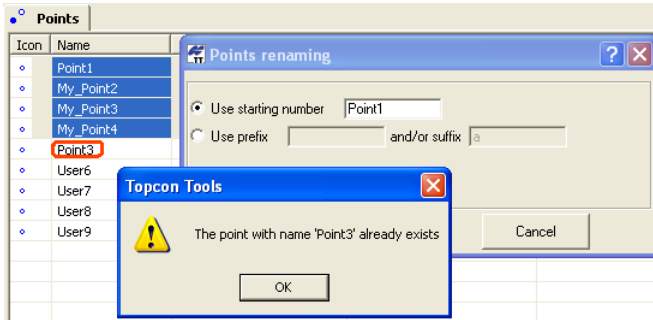 Points
Icon Name
Point1
My_Point2
My_Point3
My_Point4
Point3
User6
User7
User8
User9
Points renaming
Use starting number Point1
Use prefix and/or suffix a
Cancel
Topcon Tools
The point with name 'Point3' already exists
OK